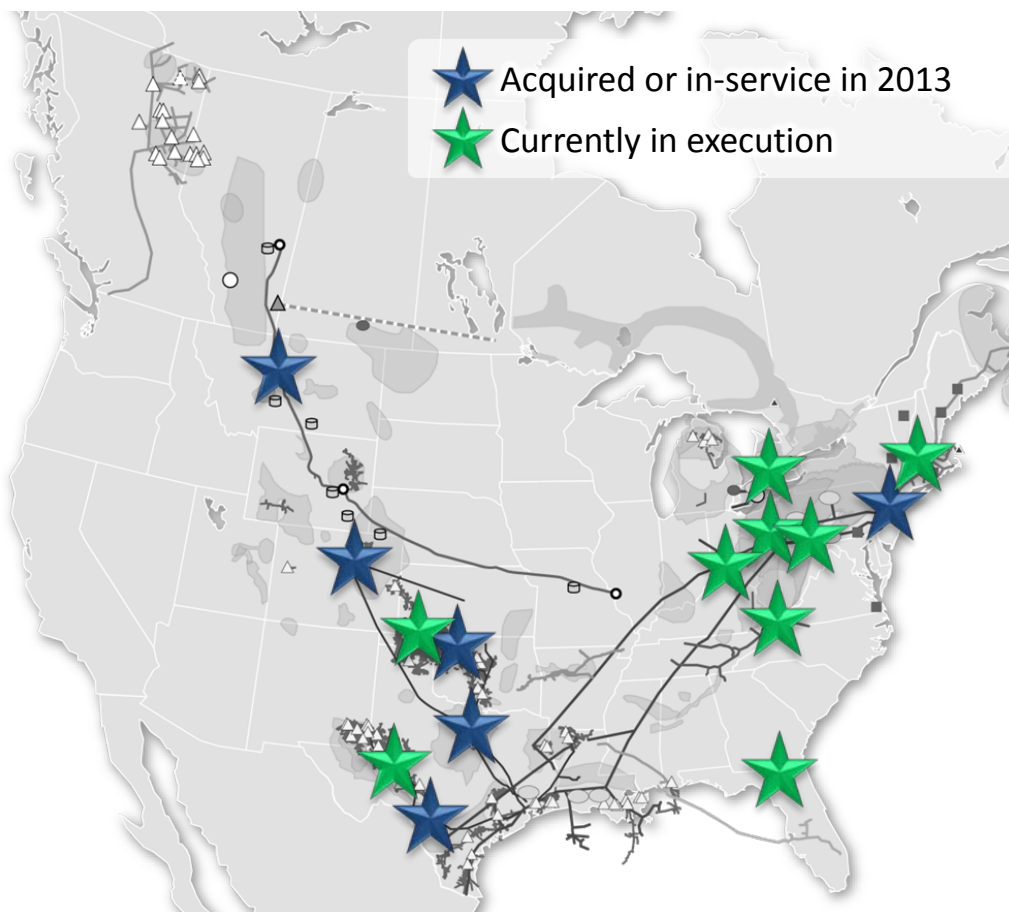 Acquired or in-service in 2013
Currently in execution